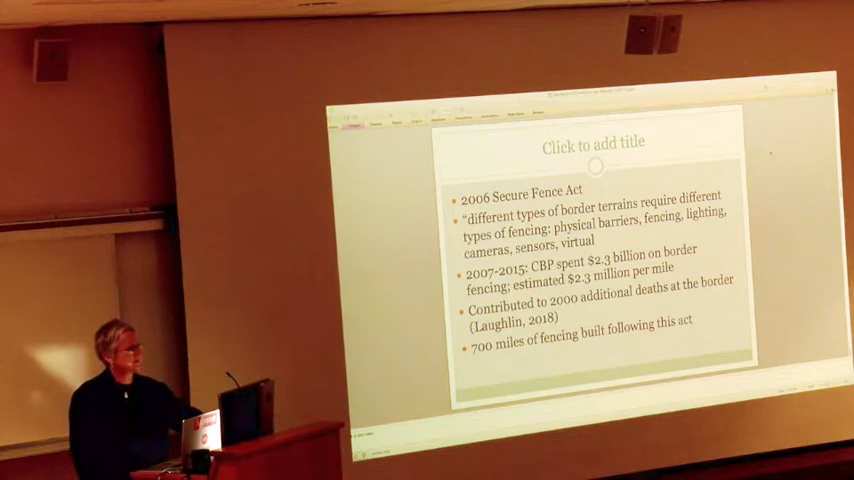 Click to add title
• 2006 Secure Fence Act
• “different types of border terrains require different
types of fencing: physical barriers, fencing, lighting,
cameras, sensors, virtual
• 2007-2015: CBP spent $2.3 billion on border
fencing; estimated $2.3 million per mile
• Contributed to 2000 additional deaths at the border
(Laughlin, 2018)
• 700 miles of fencing built following this act